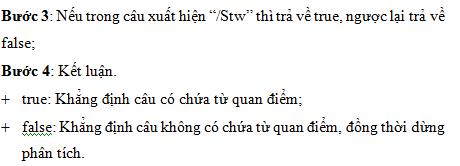 Bước 3: Nếu trong câu xuất hiện “/Stw” thì trả về true, ngược lại trả về
false;
Bước 4: Kết luận.
+ true: Khẳng định câu có chứa từ quan điểm;
+ false: Khẳng định câu không có chứa từ quan điểm, đồng thời dừng
phân tích.